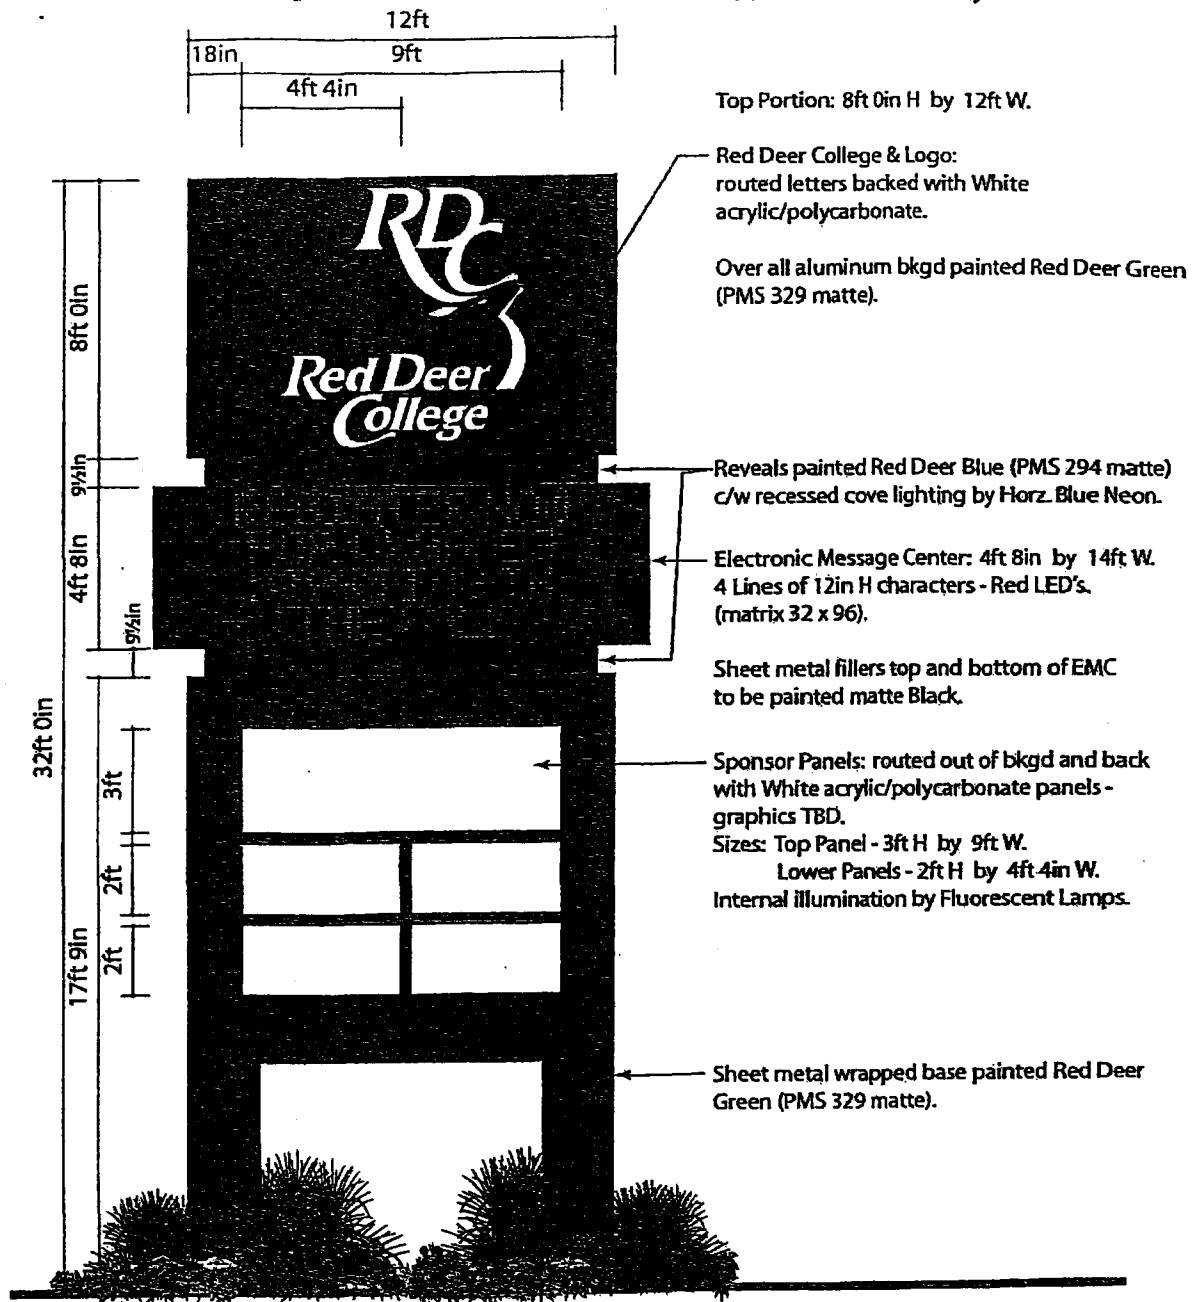 12ft
18in 9ft
4ft 4in
Top Portion: 8ft 0in H by 12ft W.
Red Deer College & Logo:
routed letters backed with White
acrylic/polycarbonate.
Over all aluminum bkgd painted Red Deer Green
(PMS 329 matte).
RDC
Red Deer
College
8ft 0in
9½in
4ft 8in
9½in
32ft 0in
17ft 9in
3ft
2ft
2ft
Reveals painted Red Deer Blue (PMS 294 matte)
c/w recessed cove lighting by Horz. Blue Neon.
Electronic Message Center: 4ft 8in by 14ft W.
4 Lines of 12in H characters - Red LED's.
(matrix 32 x 96).
Sheet metal fillers top and bottom of EMC
to be painted matte Black.
Sponsor Panels: routed out of bkgd and back
with White acrylic/polycarbonate panels -
graphics TBD.
Sizes: Top Panel - 3ft H by 9ft W.
Lower Panels - 2ft H by 4ft 4in W.
Internal illumination by Fluorescent Lamps.
Sheet metal wrapped base painted Red Deer
Green (PMS 329 matte).